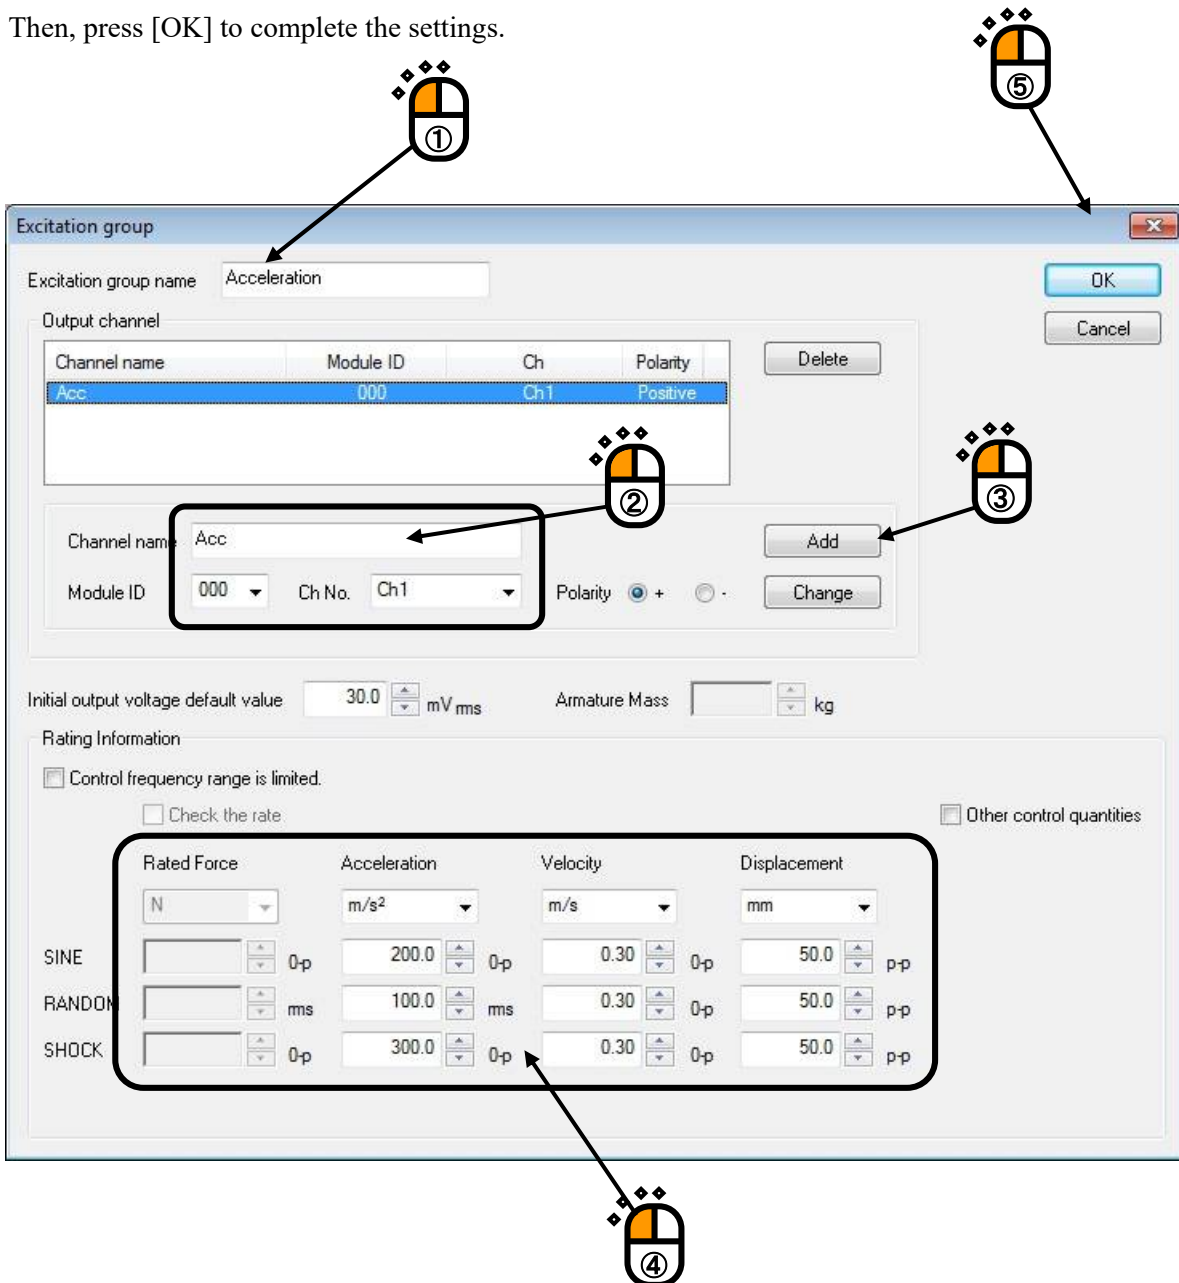 Then, press [OK] to complete the settings.
⑤
①
Excitation group
Excitation group name Acceleration OK
Output channel Cancel
Channel name Module ID Ch Polarity Delete
Acc 000 Ch1 Positive
② ③
Channel name Acc Add
Module ID 000 Ch No. Ch1 Polarity + - Change
Initial output voltage default value 30.0 mV rms Armature Mass kg
Rating Information
Control frequency range is limited.
Check the rate Other control quantities
Rated Force Acceleration Velocity Displacement
N m/s² m/s mm
SINE 0-p 200.0 0-p 0.30 0-p 50.0 p-p
RANDOM rms 100.0 rms 0.30 0-p 50.0 p-p
SHOCK 0-p 300.0 0-p 0.30 0-p 50.0 p-p
④